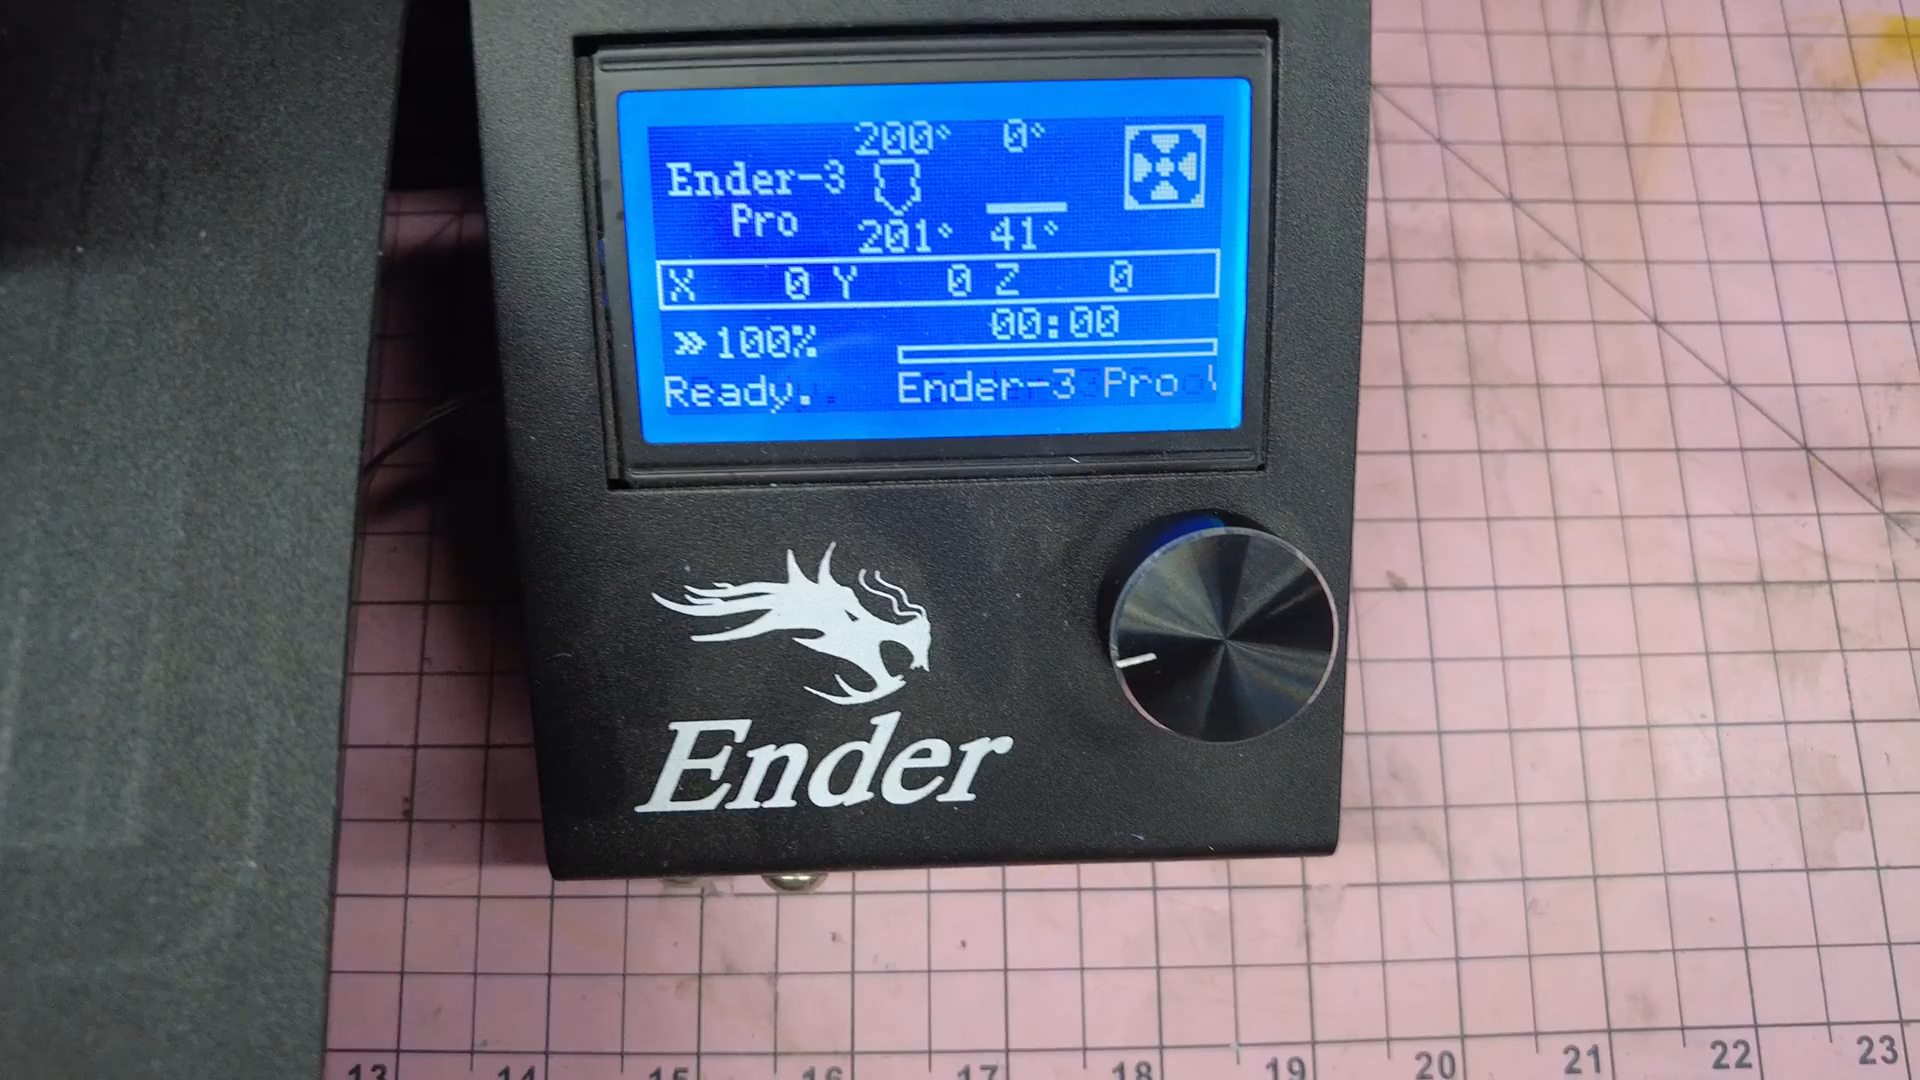 200° 0°
Ender-3
Pro
201° 41°
X 0 Y 0 Z 0
00:00
»100%
Ready. Ender-3 Pro
Ender
13 14 15 16 17 18 19 20 21 22 23